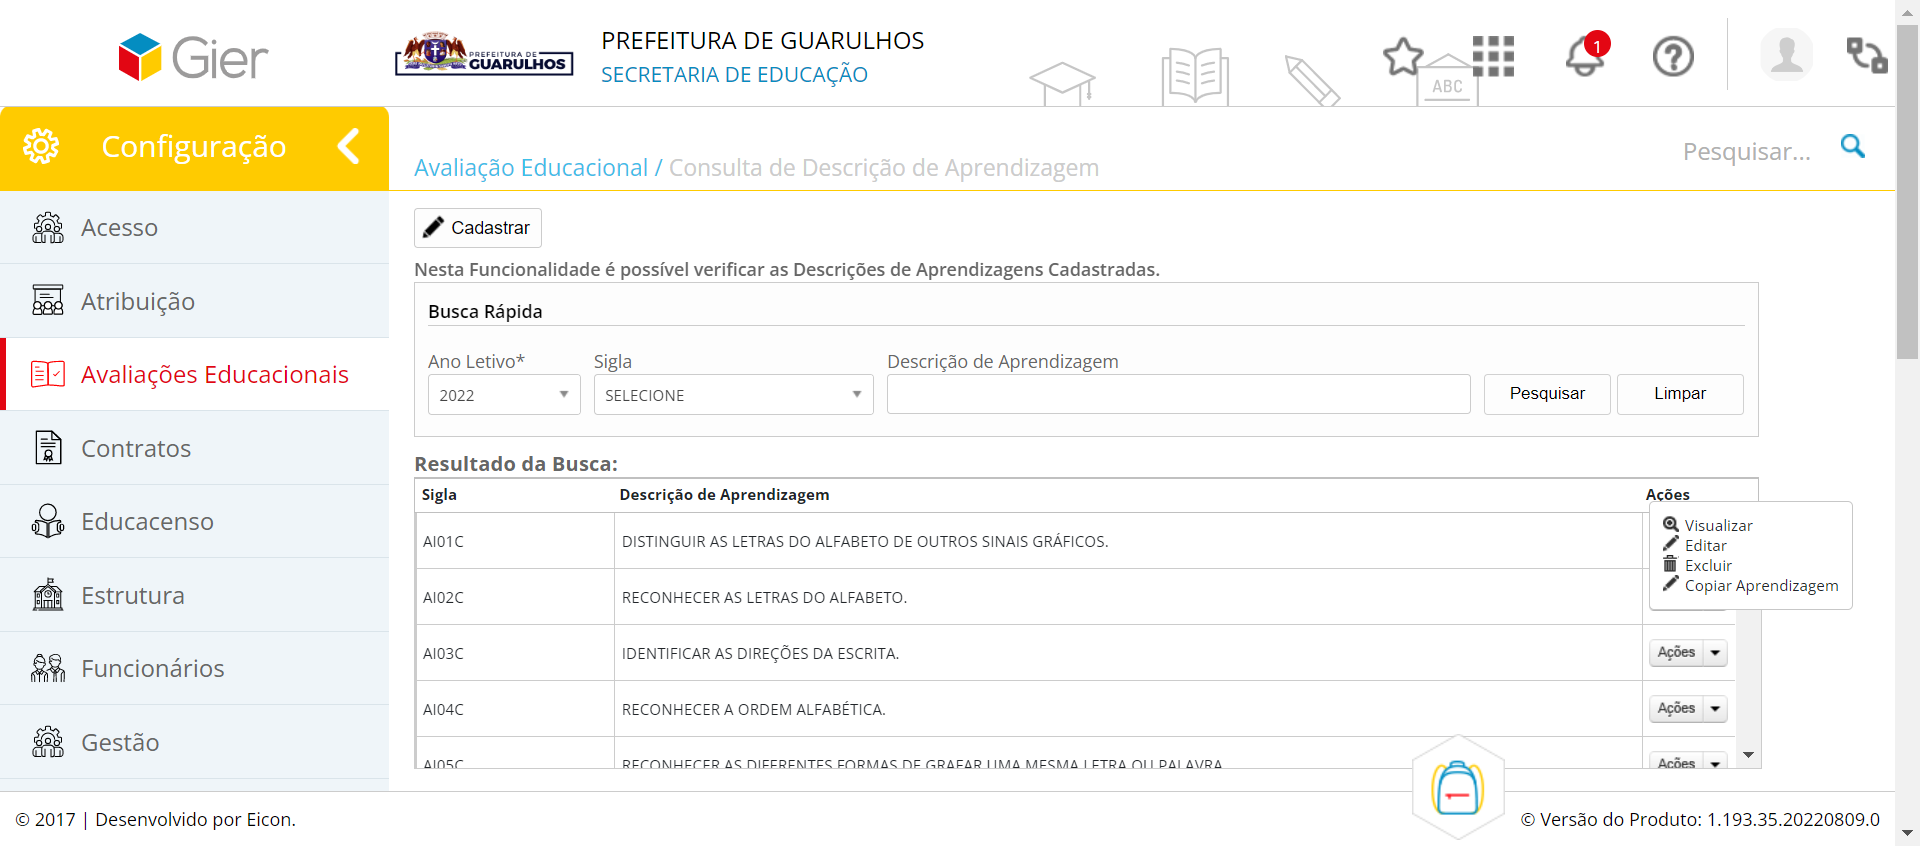 Gier
PREFEITURA DE
GUARULHOS
PREFEITURA DE GUARULHOS
SECRETARIA DE EDUCAÇÃO
ABC
1
Configuração
Avaliação Educacional / Consulta de Descrição de Aprendizagem
Pesquisar...
Acesso
Atribuição
Avaliações Educacionais
Contratos
Educacenso
Estrutura
Funcionários
Gestão
Cadastrar
Nesta Funcionalidade é possível verificar as Descrições de Aprendizagens Cadastradas.
Busca Rápida
Ano Letivo* Sigla Descrição de Aprendizagem
2022 SELECIONE Pesquisar Limpar
Resultado da Busca:
Sigla Descrição de Aprendizagem Ações
AI01C DISTINGUIR AS LETRAS DO ALFABETO DE OUTROS SINAIS GRÁFICOS.
AI02C RECONHECER AS LETRAS DO ALFABETO.
AI03C IDENTIFICAR AS DIREÇÕES DA ESCRITA. Ações
AI04C RECONHECER A ORDEM ALFABÉTICA. Ações
AI05C RECONHECER AS DIFERENTES FORMAS DE GRAFAR UMA MESMA LETRA OU PALAVRA Ações
Visualizar
Editar
Excluir
Copiar Aprendizagem
© 2017 | Desenvolvido por Eicon.
© Versão do Produto: 1.193.35.20220809.0